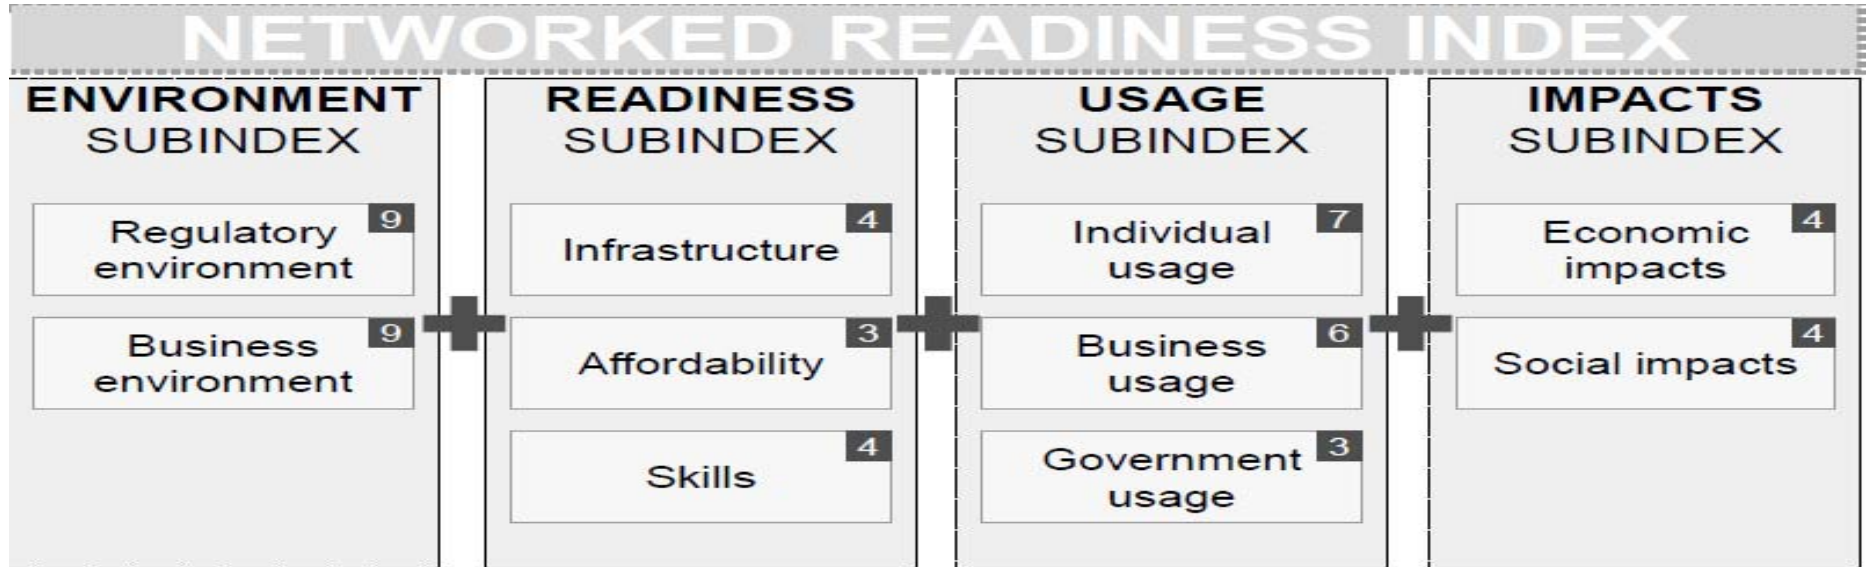 NETWORKED READINESS INDEX
ENVIRONMENT
SUBINDEX
Regulatory
environment
9
Business
environment
9
READINESS
SUBINDEX
Infrastructure
4
Affordability
3
Skills
4
USAGE
SUBINDEX
Individual
usage
7
Business
usage
6
Government
usage
3
IMPACTS
SUBINDEX
Economic
impacts
4
Social impacts
4